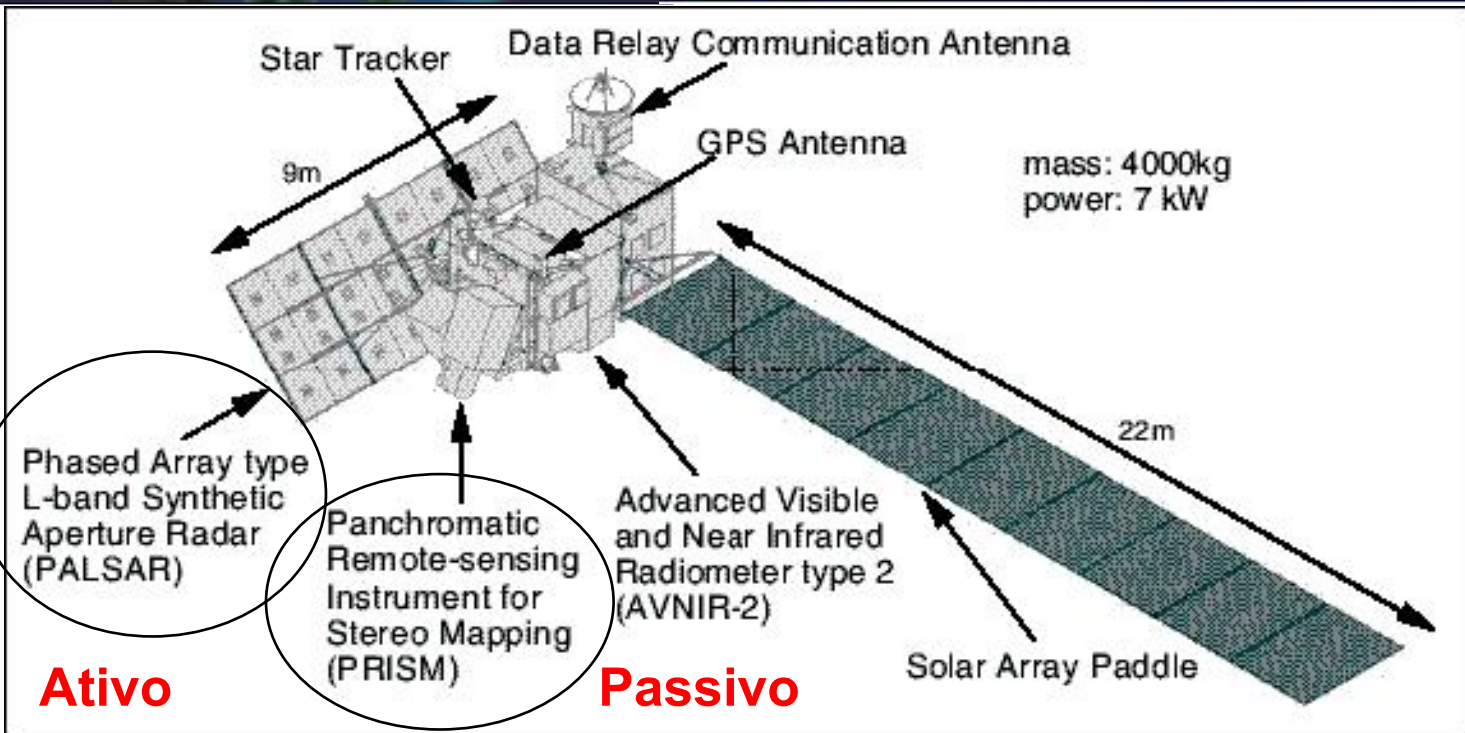 Star Tracker
Data Relay Communication Antenna
GPS Antenna
9m
mass: 4000kg
power: 7 kW
22m
Phased Array type
L-band Synthetic
Aperture Radar
(PALSAR)
Panchromatic
Remote-sensing
Instrument for
Stereo Mapping
(PRISM)
Advanced Visible
and Near Infrared
Radiometer type 2
(AVNIR-2)
Solar Array Paddle
Ativo
Passivo